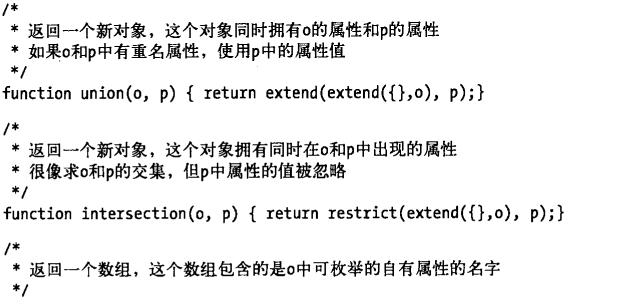 /*
 * 返回一个新对象，这个对象同时拥有o的属性和p的属性
 * 如果o和p中有重名属性，使用p中的属性值
 */
function union(o, p) { return extend(extend({},o), p);}
/*
 * 返回一个新对象，这个对象拥有同时在o和p中出现的属性
 * 很像求o和p的交集，但p中属性的值被忽略
 */
function intersection(o, p) { return restrict(extend({},o), p);}
/*
 * 返回一个数组，这个数组包含的是o中可枚举的自有属性的名字
 */